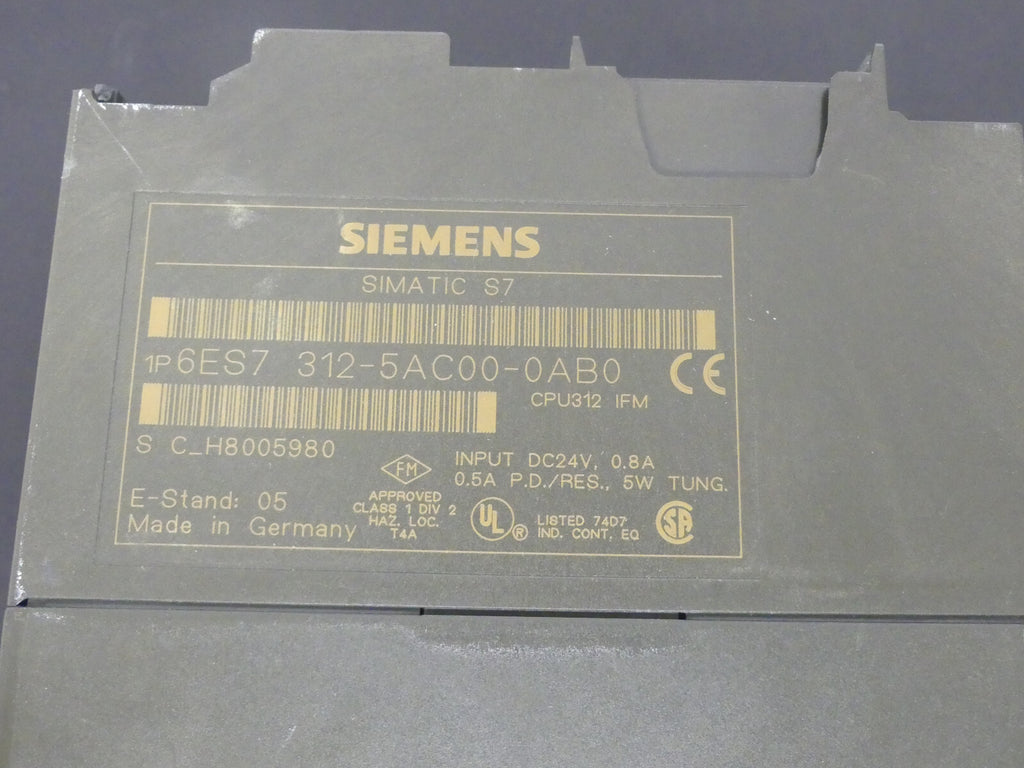 SIEMENS
SIMATIC S7
1P 6ES7 312-5AC00-0AB0
CE
CPU312 IFM
S C_H8005980
FM
INPUT DC24V, 0.8A
0.5A P.D./RES., 5W TUNG.
E-Stand: 05
Made in Germany
APPROVED
CLASS 1 DIV 2
HAZ. LOC.
T4A
UL ®
LISTED 74D7
IND. CONT. EQ
SA